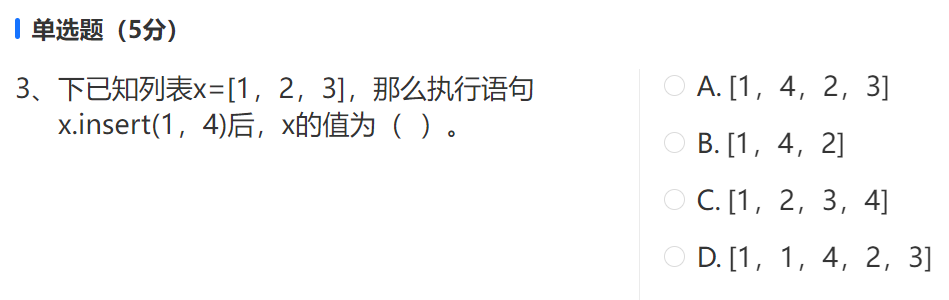 单选题（5分）
3、下已知列表x=[1，2，3]，那么执行语句
x.insert(1，4)后，x的值为（  ）。
A. [1，4，2，3]
B. [1，4，2]
C. [1，2，3，4]
D. [1，1，4，2，3]